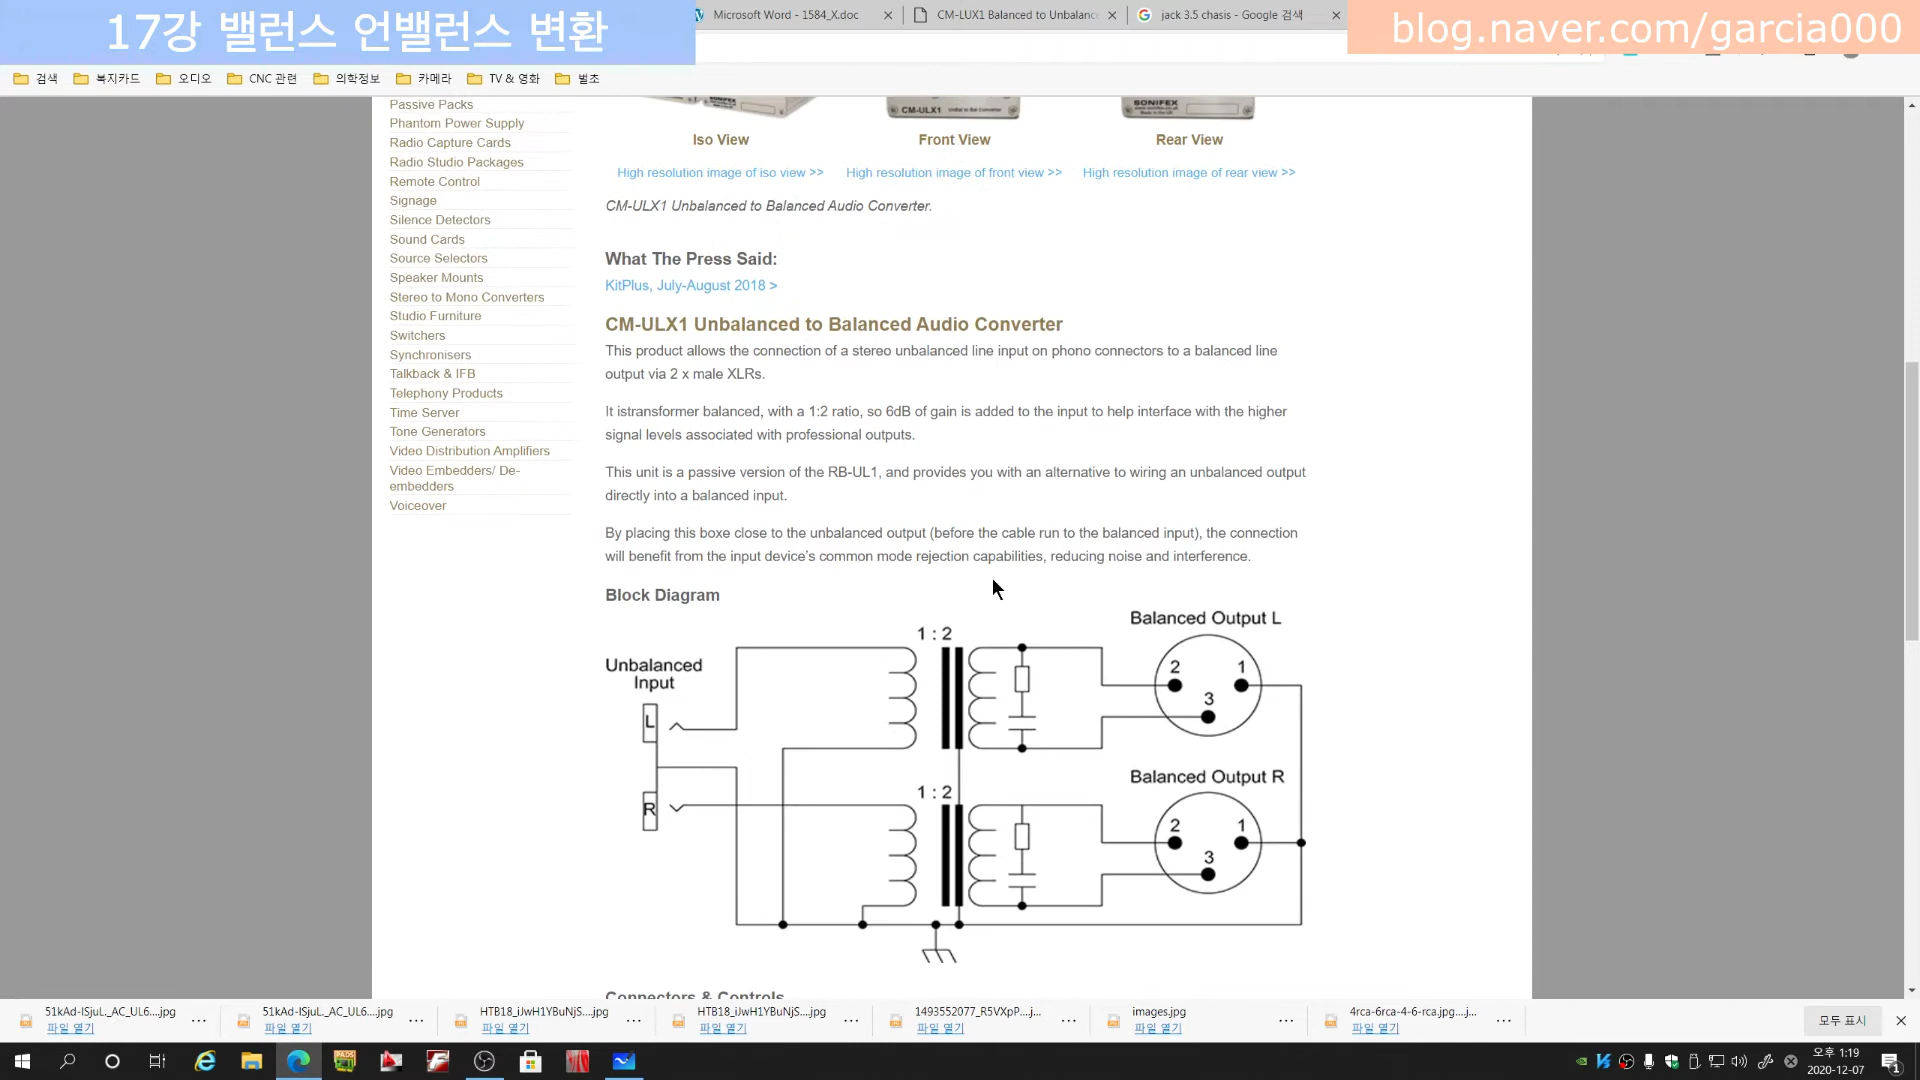 17강 밸런스 언밸런스 변환
Microsoft Word - 1584_X.doc
CM-LUX1 Balanced to Unbalanc
jack 3.5 chasis - Google 검색
blog.naver.com/garcia000
검색
복지카드
오디오
CNC 관련
의학정보
카메라
TV & 영화
벌초
Passive Packs
Phantom Power Supply
Radio Capture Cards
Radio Studio Packages
Remote Control
Signage
Silence Detectors
Sound Cards
Source Selectors
Speaker Mounts
Stereo to Mono Converters
Studio Furniture
Switchers
Synchronisers
Talkback & IFB
Telephony Products
Time Server
Tone Generators
Video Distribution Amplifiers
Video Embedders/ De-
embedders
Voiceover
CM-ULX1 Unbal to Bal Converter
SONIFEX
Iso View
Front View
Rear View
High resolution image of iso view >>
High resolution image of front view >>
High resolution image of rear view >>
CM-ULX1 Unbalanced to Balanced Audio Converter.
What The Press Said:
KitPlus, July-August 2018 >
CM-ULX1 Unbalanced to Balanced Audio Converter
This product allows the connection of a stereo unbalanced line input on phono connectors to a balanced line
output via 2 x male XLRs.
It istransformer balanced, with a 1:2 ratio, so 6dB of gain is added to the input to help interface with the higher
signal levels associated with professional outputs.
This unit is a passive version of the RB-UL1, and provides you with an alternative to wiring an unbalanced output
directly into a balanced input.
By placing this boxe close to the unbalanced output (before the cable run to the balanced input), the connection
will benefit from the input device's common mode rejection capabilities, reducing noise and interference.
Block Diagram
Unbalanced
Input
L
R
1 : 2
Balanced Output L
2
1
3
1 : 2
Balanced Output R
2
1
3
Connectors & Controls
51kAd-ISjuL._AC_UL6....jpg
파일 열기
51kAd-ISjuL._AC_UL6....jpg
파일 열기
HTB18_iJwH1YBuNjS....jpg
파일 열기
HTB18_iJwH1YBuNjS....jpg
파일 열기
1493552077_R5VXpP....j...
파일 열기
images.jpg
파일 열기
4rca-6rca-4-6-rca.jpg....j...
파일 열기
모두 표시
PADS
오후 1:19
2020-12-07
1